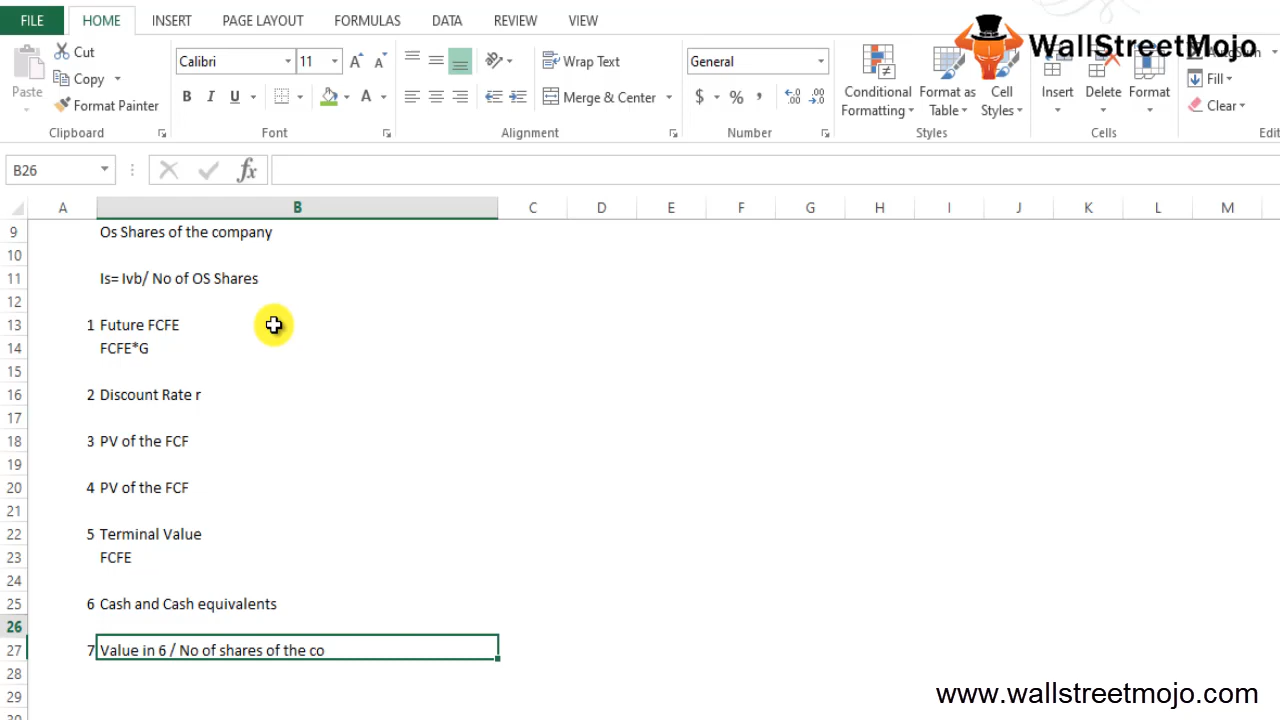 FILE HOME INSERT PAGE LAYOUT FORMULAS DATA REVIEW VIEW
WallStreetMojo
Cut
Copy
Format Painter
Paste
Clipboard
Calibri 11
A A
B I U A
Font
Wrap Text
Merge & Center
Alignment
General
$ % , .00 .0
Number
Conditional Formatting
Format as Table
Cell Styles
Styles
Insert Delete Format
Cells
Fill
Clear
B26 fx
A B C D E F G H I J K L M
9 Os Shares of the company
10
11 Is= Ivb/ No of OS Shares
12
13 1 Future FCFE
14 FCFE*G
15
16 2 Discount Rate r
17
18 3 PV of the FCF
19
20 4 PV of the FCF
21
22 5 Terminal Value
23 FCFE
24
25 6 Cash and Cash equivalents
26
27 7 Value in 6 / No of shares of the co
28
29
www.wallstreetmojo.com